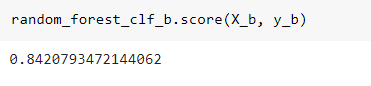 random_forest_clf_b.score(X_b, y_b)
0.8420793472144062